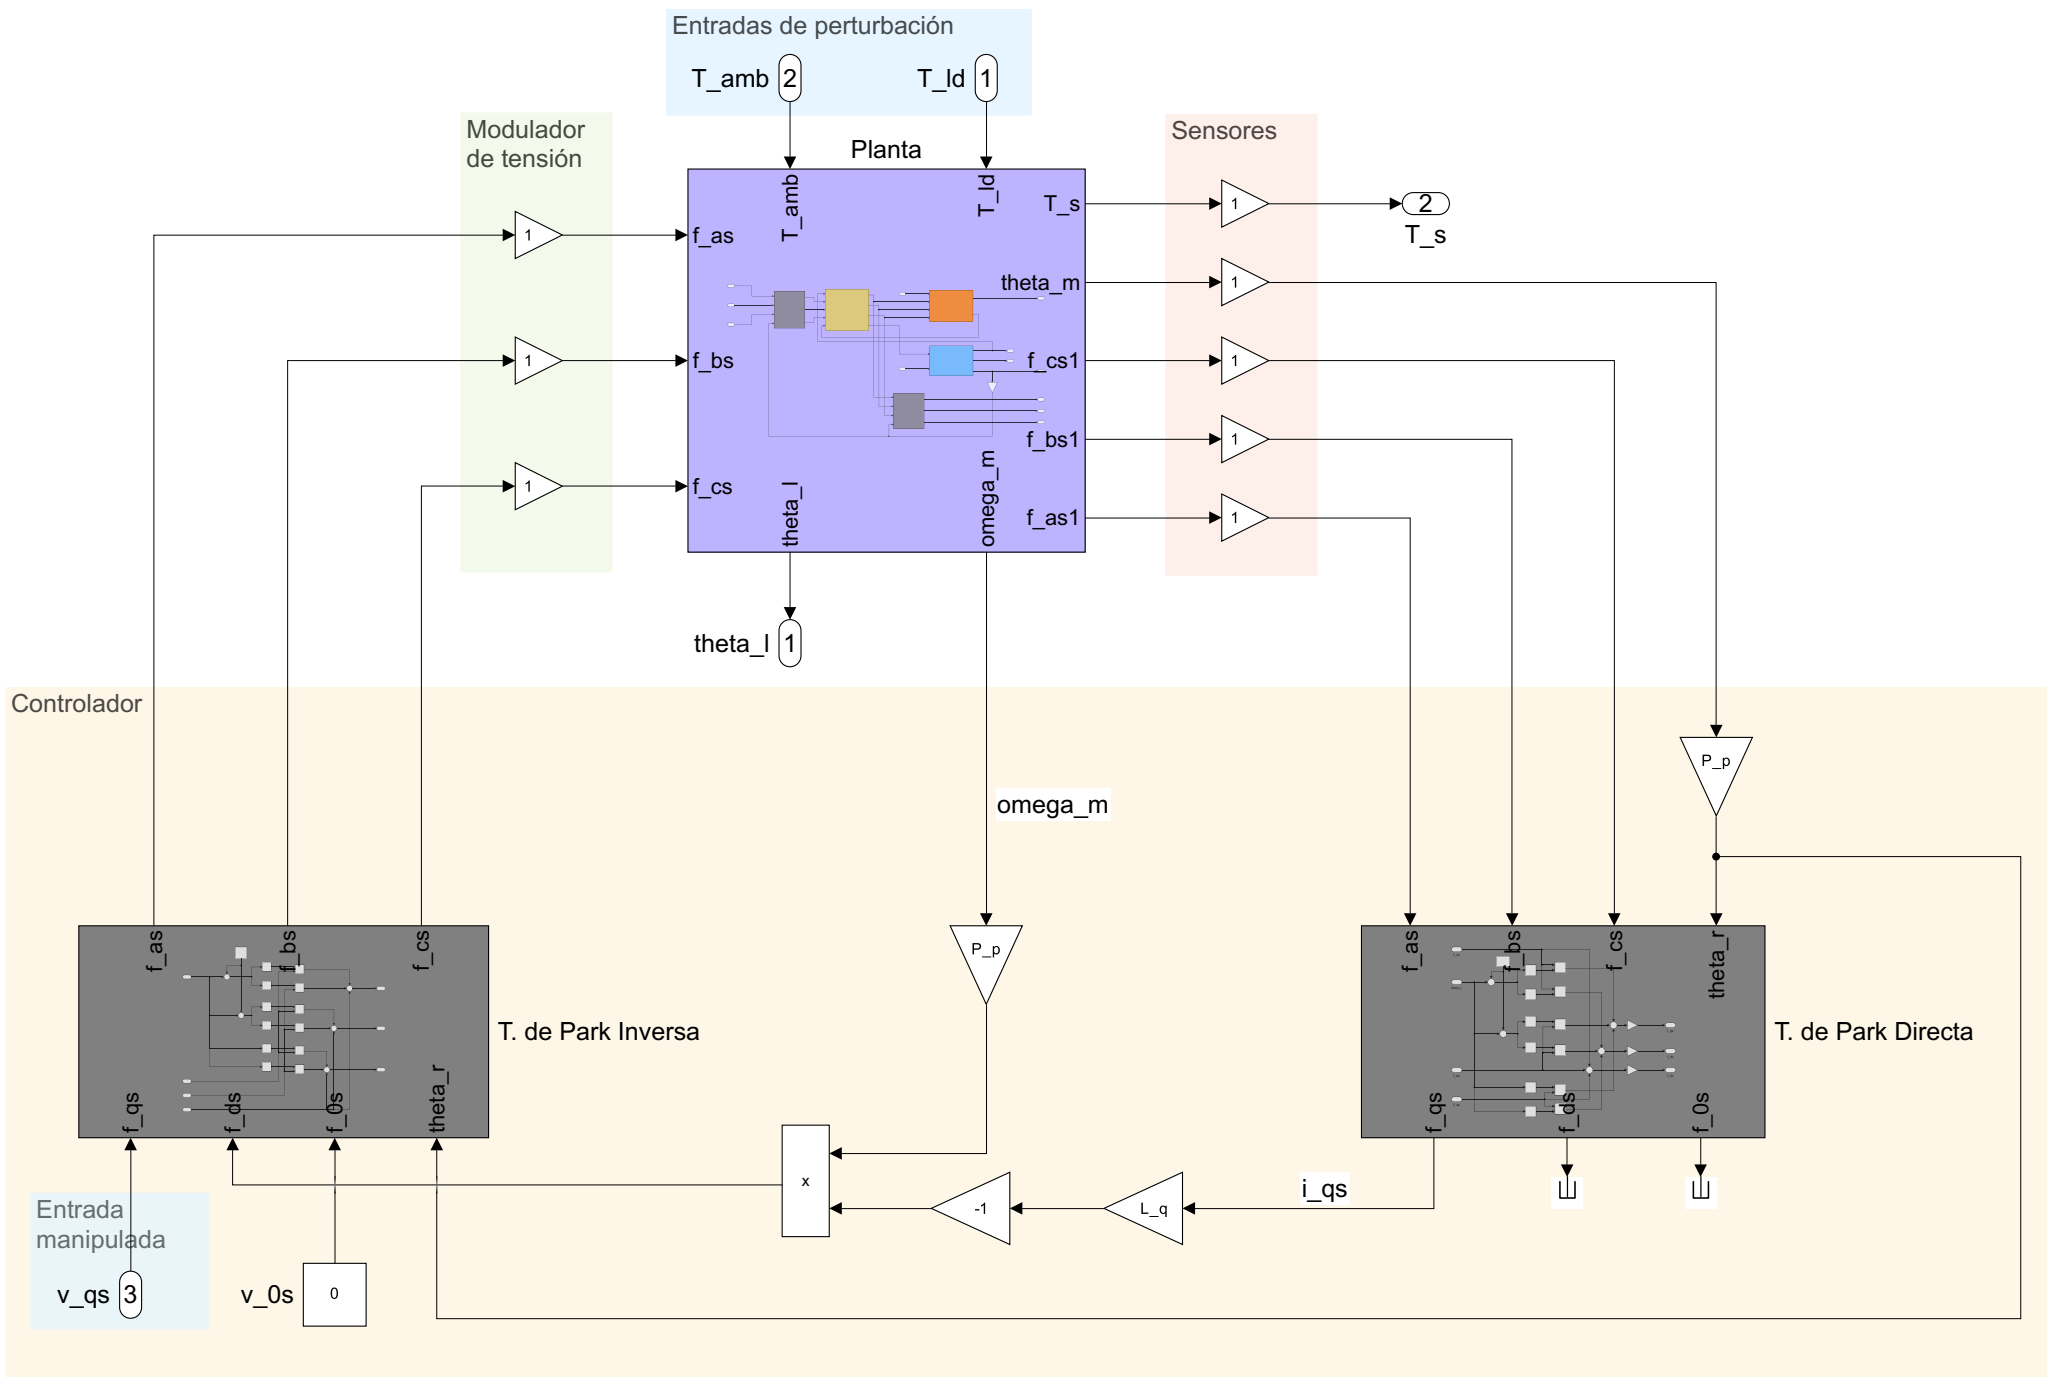 Entradas de perturbación
T_amb 2
T_ld 1
Modulador
de tensión
Planta
Sensores
T_amb
T_ld
T_s
1
2
T_s
1
f_as
theta_m
1
1
f_bs
f_cs1
1
f_bs1
1
1
f_cs
theta_l
omega_m
f_as1
1
theta_l 1
Controlador
P_p
omega_m
f_as
f_bs
f_cs
P_p
f_as
f_bs
f_cs
theta_r
T. de Park Inversa
T. de Park Directa
f_qs
f_ds
f_0s
theta_r
f_qs
f_ds
f_0s
x
-1
L_q
i_qs
Entrada
manipulada
v_qs 3
v_0s 0